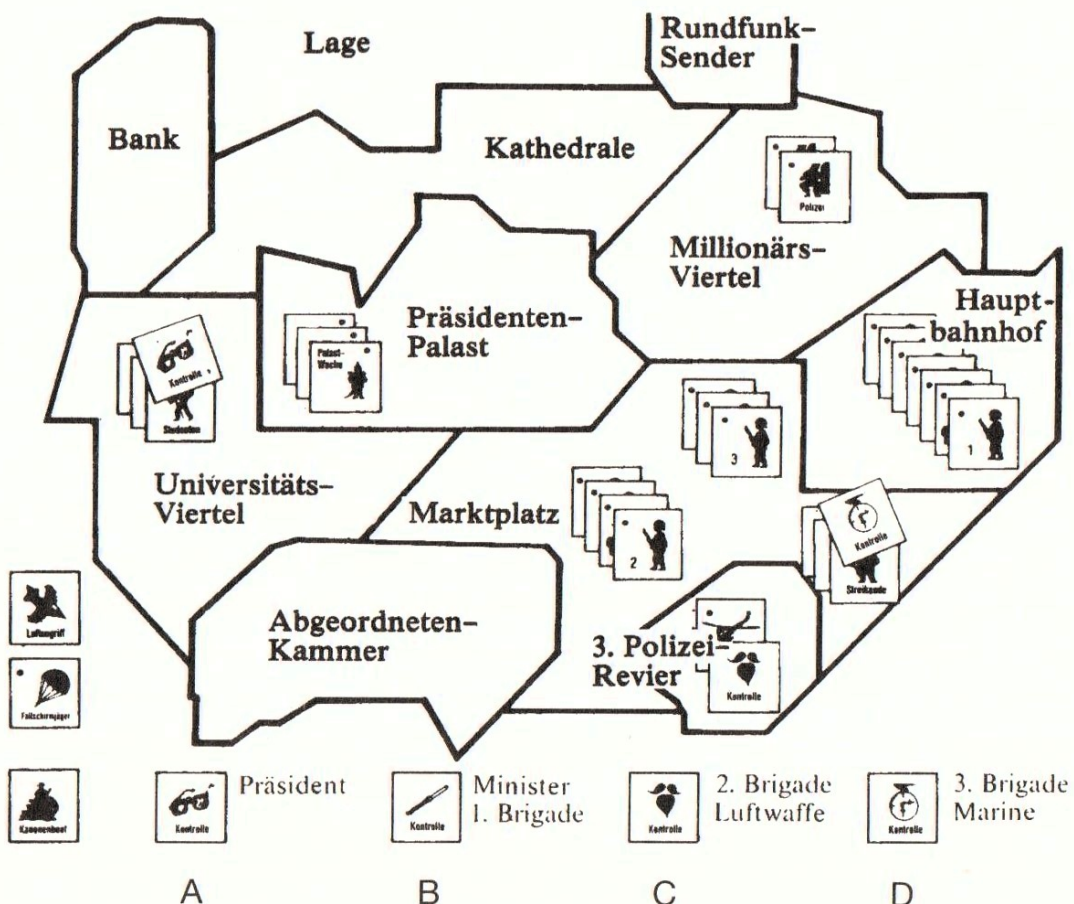 Lage
Rundfunk-
Sender
Bank
Kathedrale
Polizei
Millionärs-
Viertel
Haupt-
bahnhof
Präsidenten-
Palast
Palast-
Wache
Kontrolle
Studenten
3
1
Universitäts-
Viertel
Marktplatz
2
Kontrolle
Streikende
Luftangriff
Abgeordneten-
Kammer
3. Polizei-
Revier
Kontrolle
Fallschirmjäger
Kanonenboot
Kontrolle
Präsident
Kontrolle
Minister
1. Brigade
Kontrolle
2. Brigade
Luftwaffe
Kontrolle
3. Brigade
Marine
A B C D